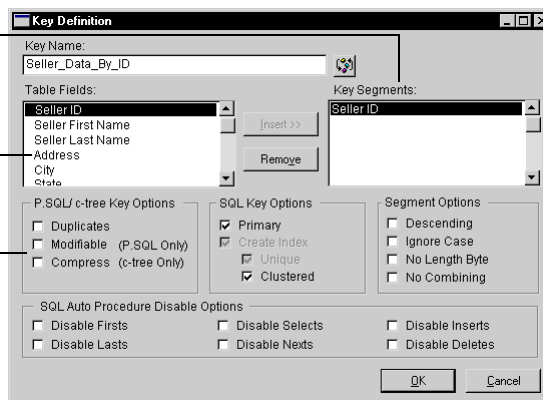 Key Definition
Key Name:
Seller_Data_By_ID
Table Fields:
Key Segments:
Seller ID
Seller First Name
Seller Last Name
Address
City
State
Insert >>
Remove
Seller ID
P.SQL/ c-tree Key Options
Duplicates
Modifiable (P.SQL Only)
Compress (c-tree Only)
SQL Key Options
Primary
Create Index
Unique
Clustered
Segment Options
Descending
Ignore Case
No Length Byte
No Combining
SQL Auto Procedure Disable Options
Disable Firsts
Disable Selects
Disable Inserts
Disable Lasts
Disable Nexts
Disable Deletes
OK
Cancel